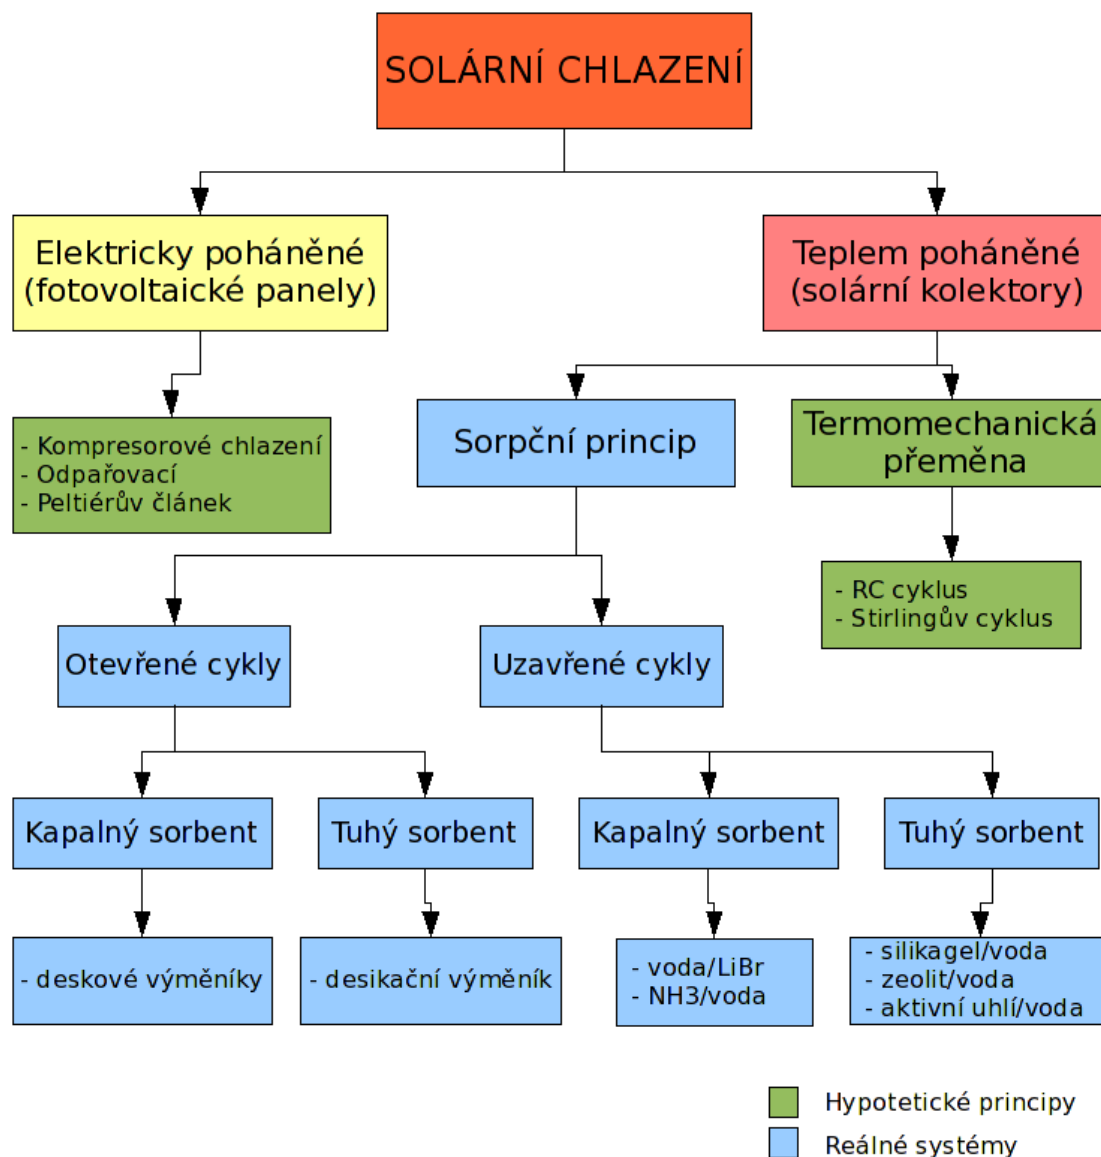 SOLÁRNÍ CHLAZENÍ
Elektricky poháněné
(fotovoltaické panely)
Teplem poháněné
(solární kolektory)
- Kompresorové chlazení
- Odpařovací
- Peltiérův článek
Sorpční princip
Termomechanická
přeměna
- RC cyklus
- Stirlingův cyklus
Otevřené cykly
Uzavřené cykly
Kapalný sorbent
Tuhý sorbent
Kapalný sorbent
Tuhý sorbent
- deskové výměníky
- desikační výměník
- voda/LiBr
- NH3/voda
- silikagel/voda
- zeolit/voda
- aktivní uhlí/voda
Hypotetické principy
Reálné systémy